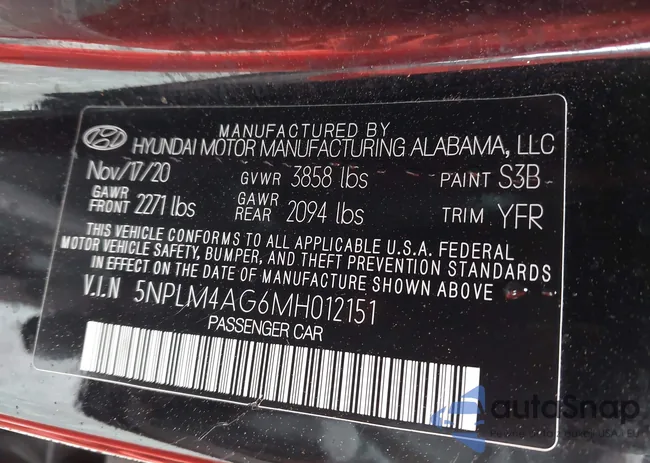 MANUFACTURED BY
HYUNDAI MOTOR MANUFACTURING ALABAMA, LLC
Nov/17/20 GVWR 3858 lbs PAINT S3B
GAWR FRONT 2271 lbs GAWR REAR 2094 lbs TRIM YFR
THIS VEHICLE CONFORMS TO ALL APPLICABLE U.S.A. FEDERAL
MOTOR VEHICLE SAFETY, BUMPER, AND THEFT PREVENTION STANDARDS
IN EFFECT ON THE DATE OF MANUFACTURE SHOWN ABOVE
V.I.N 5NPLM4AG6MH012151
PASSENGER CAR
autoSnap